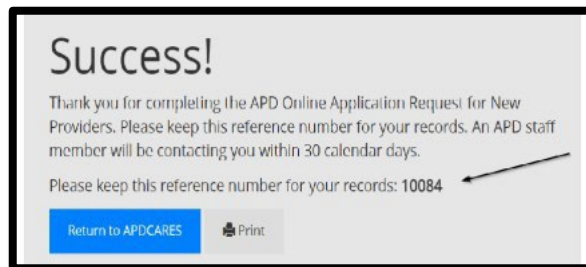 Success!
Thank you for completing the APD Online Application Request for New
Providers. Please keep this reference number for your records. An APD staff
member will be contacting you within 30 calendar days.
Please keep this reference number for your records: 10084
Return to APDCARES
Print